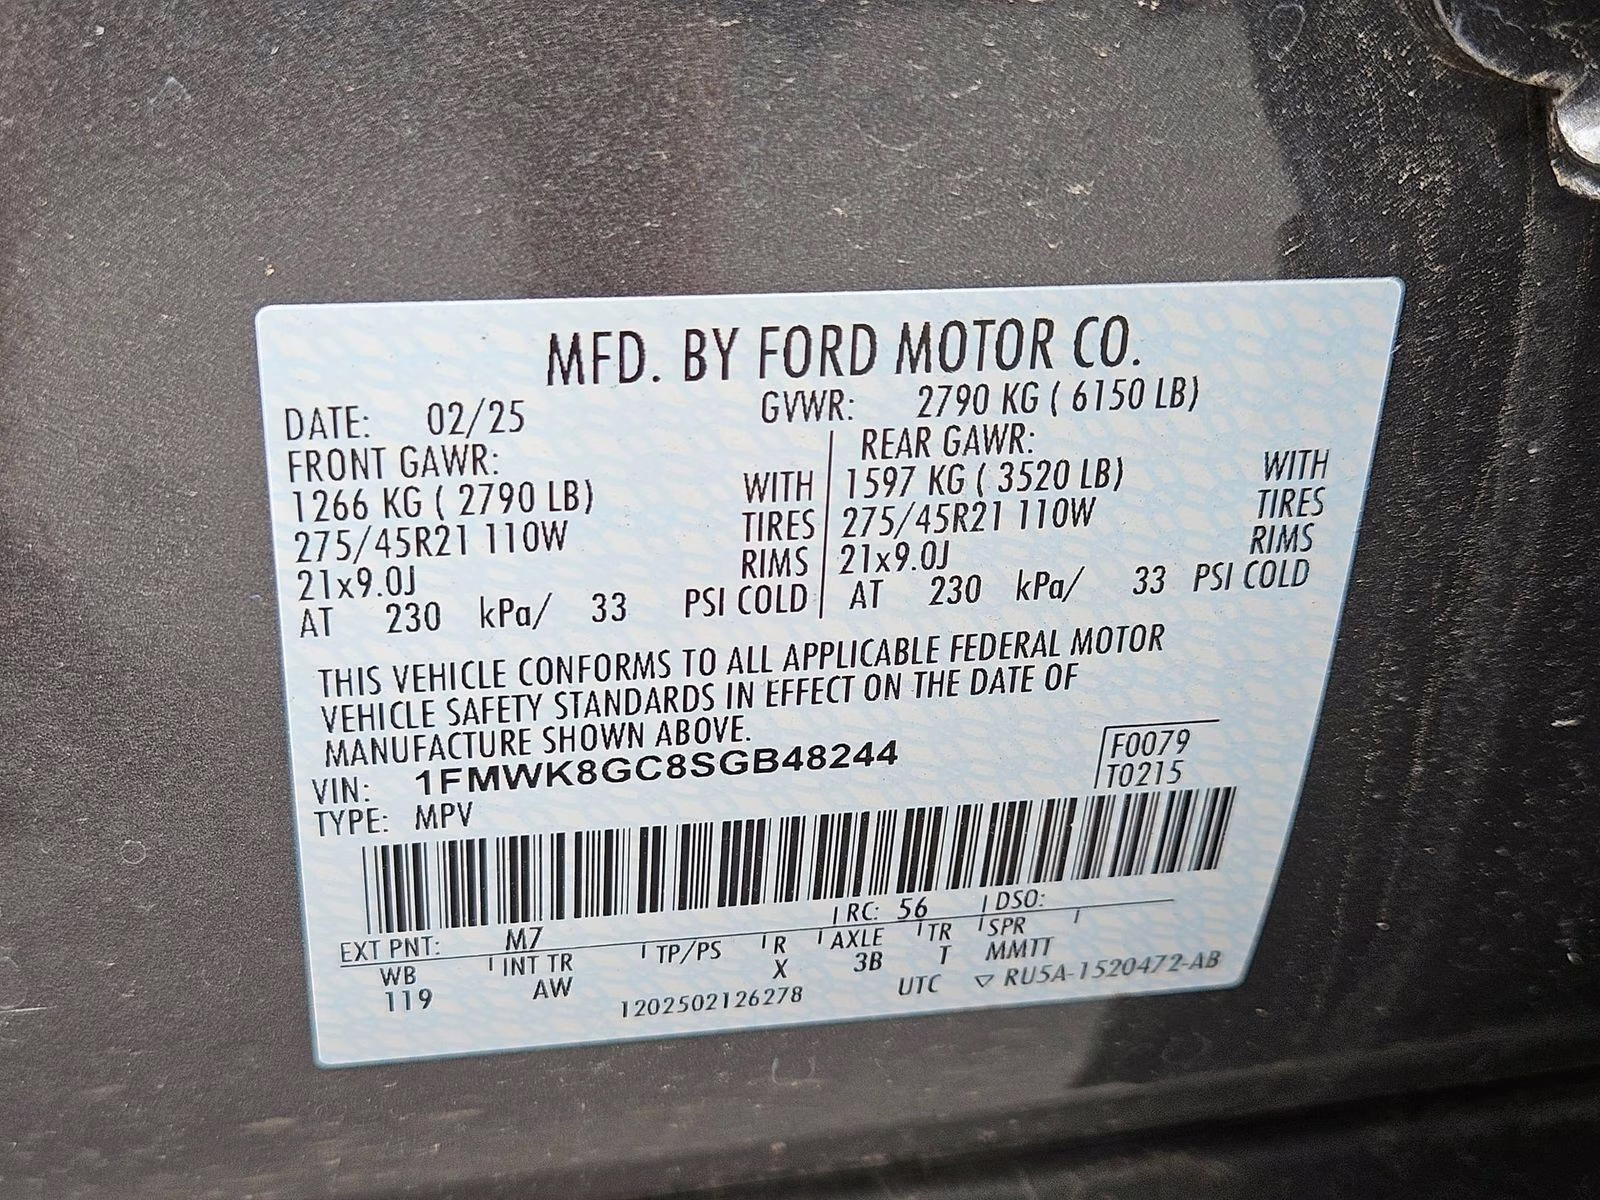 MFD. BY FORD MOTOR CO.
DATE: 02/25 GVWR: 2790 KG ( 6150 LB)
FRONT GAWR: REAR GAWR:
1266 KG ( 2790 LB) WITH 1597 KG ( 3520 LB) WITH
275/45R21 110W TIRES 275/45R21 110W TIRES
21x9.0J RIMS 21x9.0J RIMS
AT 230 kPa/ 33 PSI COLD AT 230 kPa/ 33 PSI COLD
THIS VEHICLE CONFORMS TO ALL APPLICABLE FEDERAL MOTOR
VEHICLE SAFETY STANDARDS IN EFFECT ON THE DATE OF
MANUFACTURE SHOWN ABOVE.
VIN: 1FMWK8GC8SGB48244 F0079
TYPE: MPV T0215
EXT PNT: M7 RC: 56 DSO:
WB INT TR TP/PS R AXLE TR SPR
119 AW X 3B T MMTT
1202502126278 UTC ▽ RU5A-1520472-AB